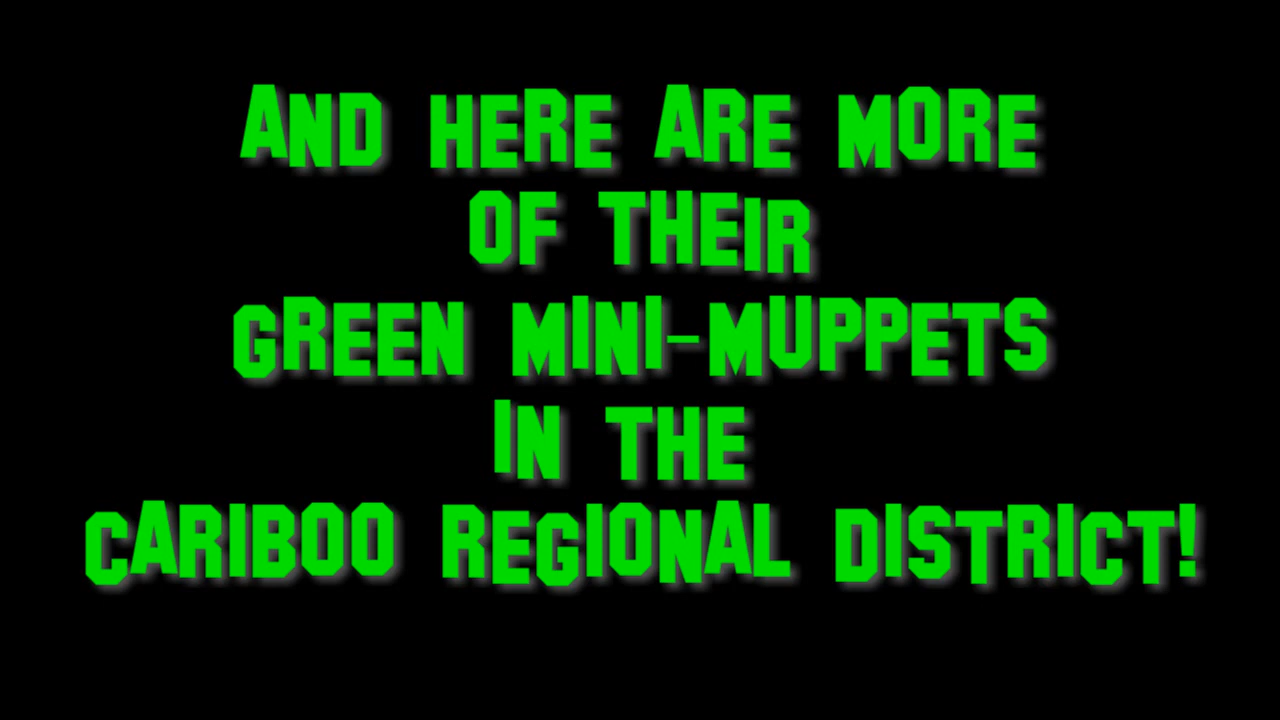 AND HERE ARE MORE
OF THEIR
GREEN MINI-MUPPETS
IN THE
CARIBOO REGIONAL DISTRICT!